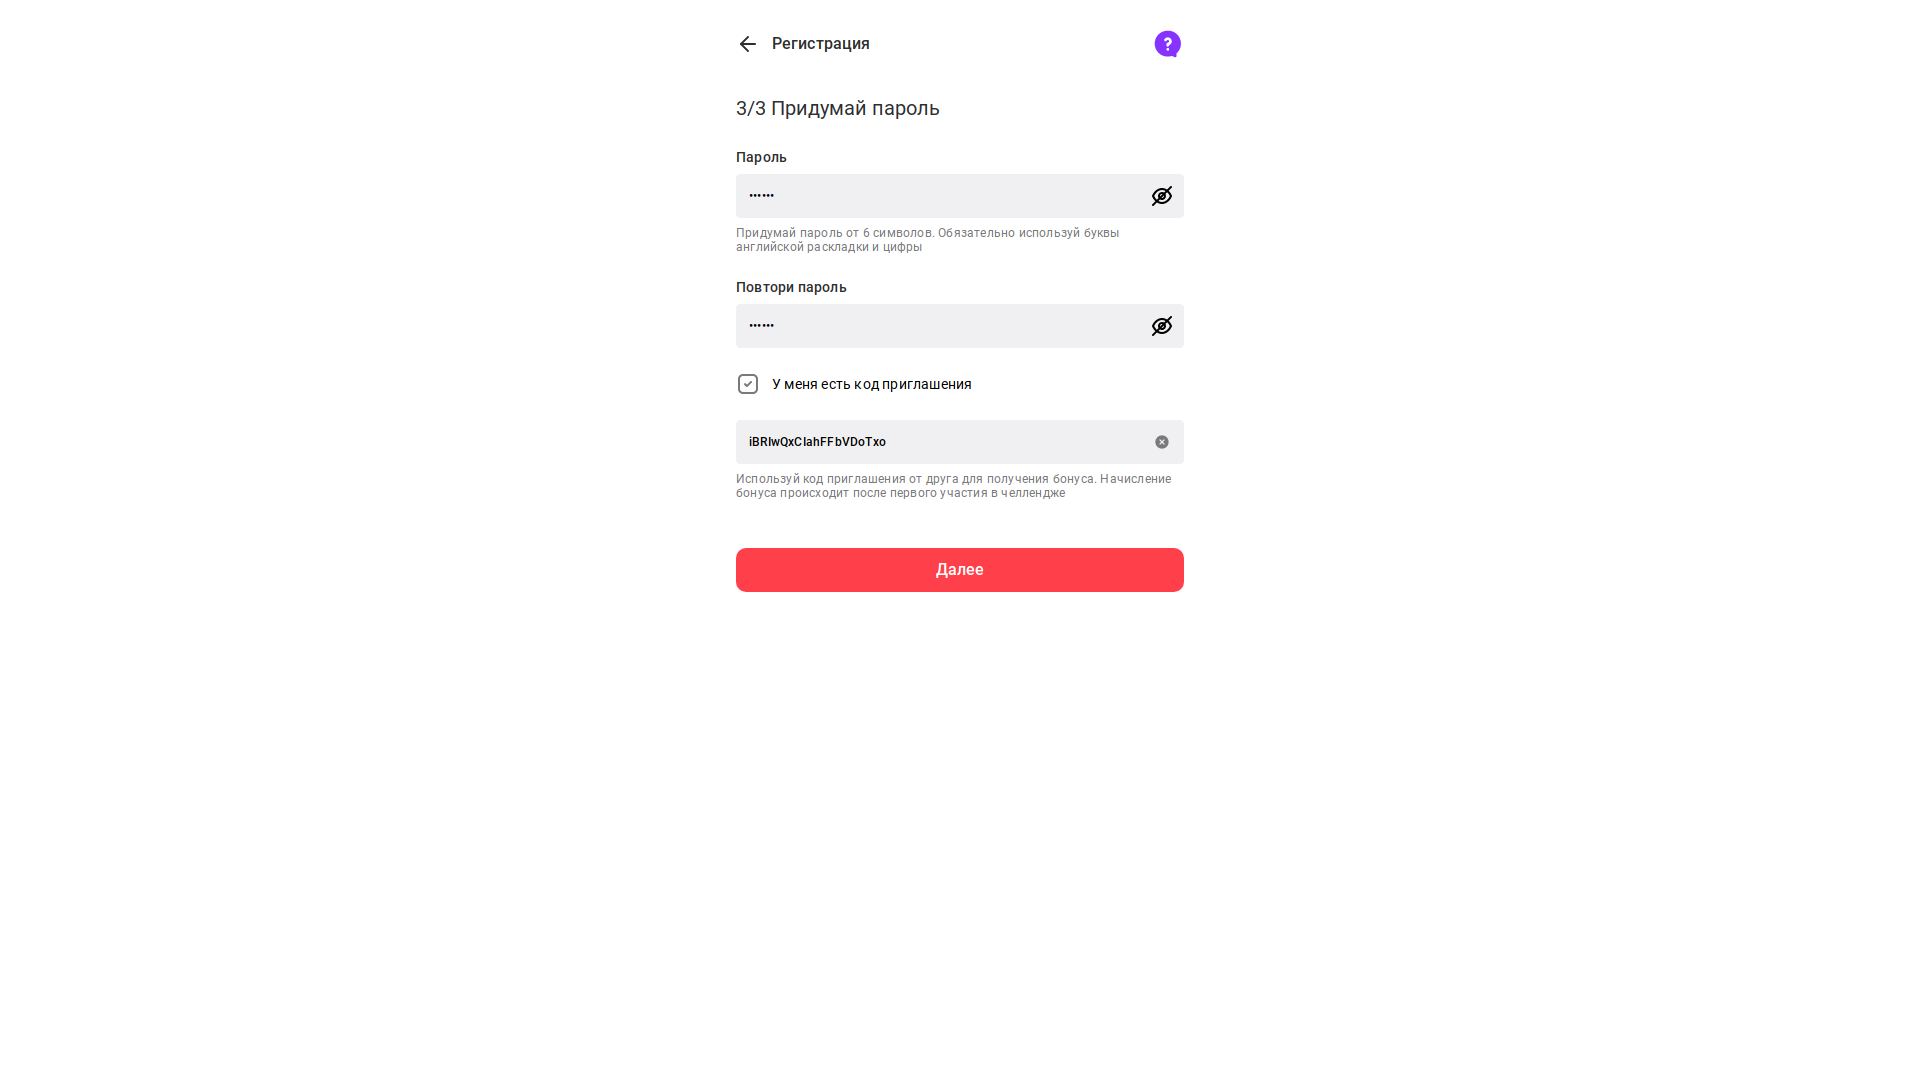 Регистрация
3/3 Придумай пароль
Пароль
••••••
Придумай пароль от 6 символов. Обязательно используй буквы
английской раскладки и цифры
Повтори пароль
••••••
У меня есть код приглашения
iBRIwQxCIahFFbVDoTxo
Используй код приглашения от друга для получения бонуса. Начисление
бонуса происходит после первого участия в челлендже
Далее